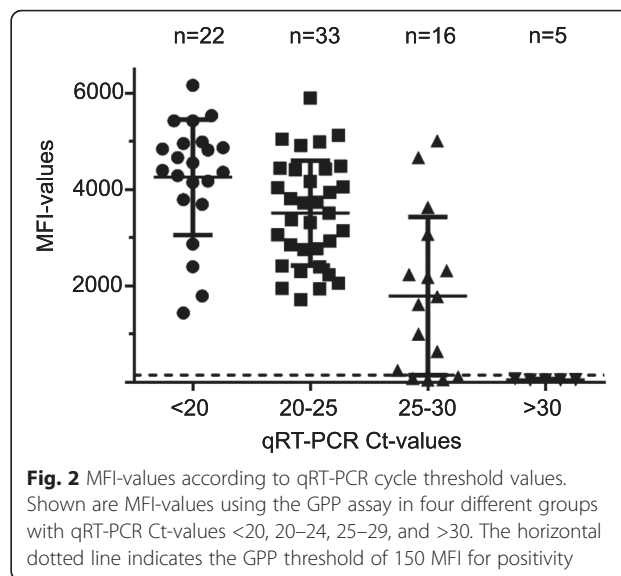 n=22 n=33 n=16 n=5
6000
4000
2000
MFI-values
<20 20-25 25-30 >30
qRT-PCR Ct-values
Fig. 2 MFI-values according to qRT-PCR cycle threshold values.
Shown are MFI-values using the GPP assay in four different groups
with qRT-PCR Ct-values <20, 20–24, 25–29, and >30. The horizontal
dotted line indicates the GPP threshold of 150 MFI for positivity